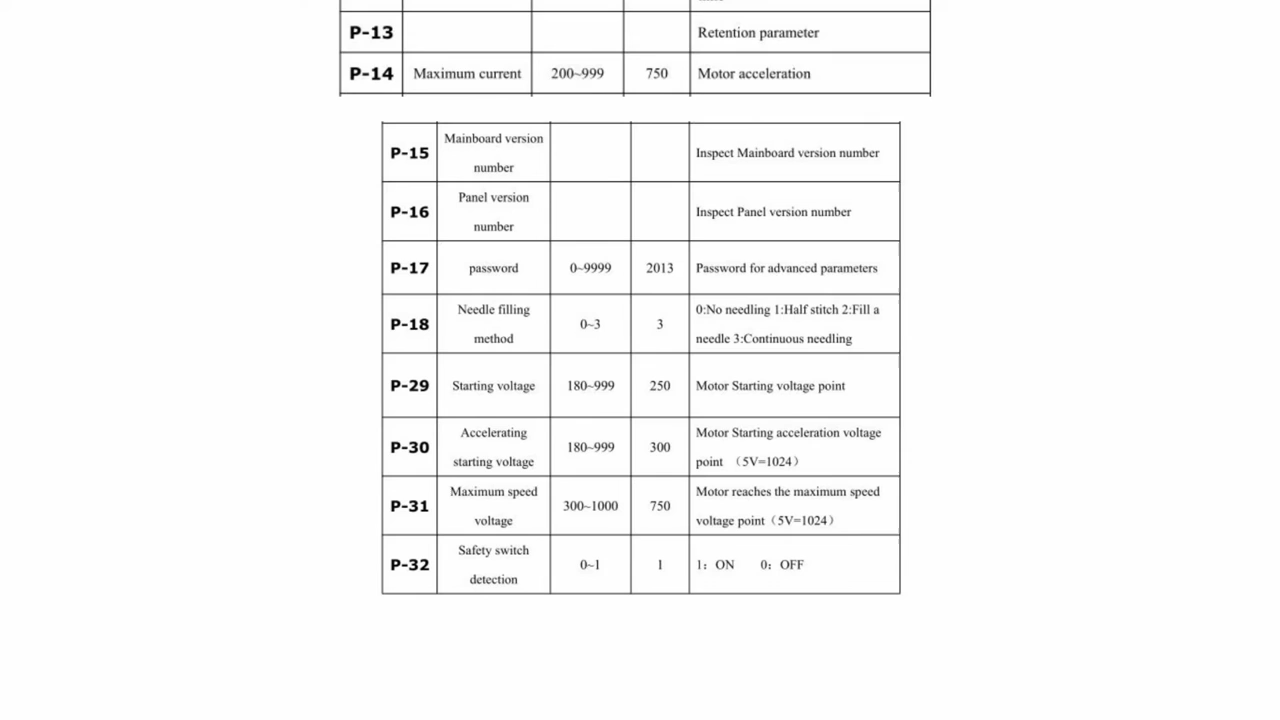 P-13 Retention parameter
P-14 Maximum current 200~999 750 Motor acceleration
Mainboard version
P-15 Inspect Mainboard version number
number
Panel version
P-16 Inspect Panel version number
number
P-17 password 0~9999 2013 Password for advanced parameters
Needle filling 0:No needling 1:Half stitch 2:Fill a
P-18 0~3 3
method needle 3:Continuous needling
P-29 Starting voltage 180~999 250 Motor Starting voltage point
Accelerating Motor Starting acceleration voltage
P-30 180~999 300
starting voltage point （5V=1024）
Maximum speed Motor reaches the maximum speed
P-31 300~1000 750
voltage voltage point（5V=1024）
Safety switch
P-32 0~1 1 1：ON 0：OFF
detection